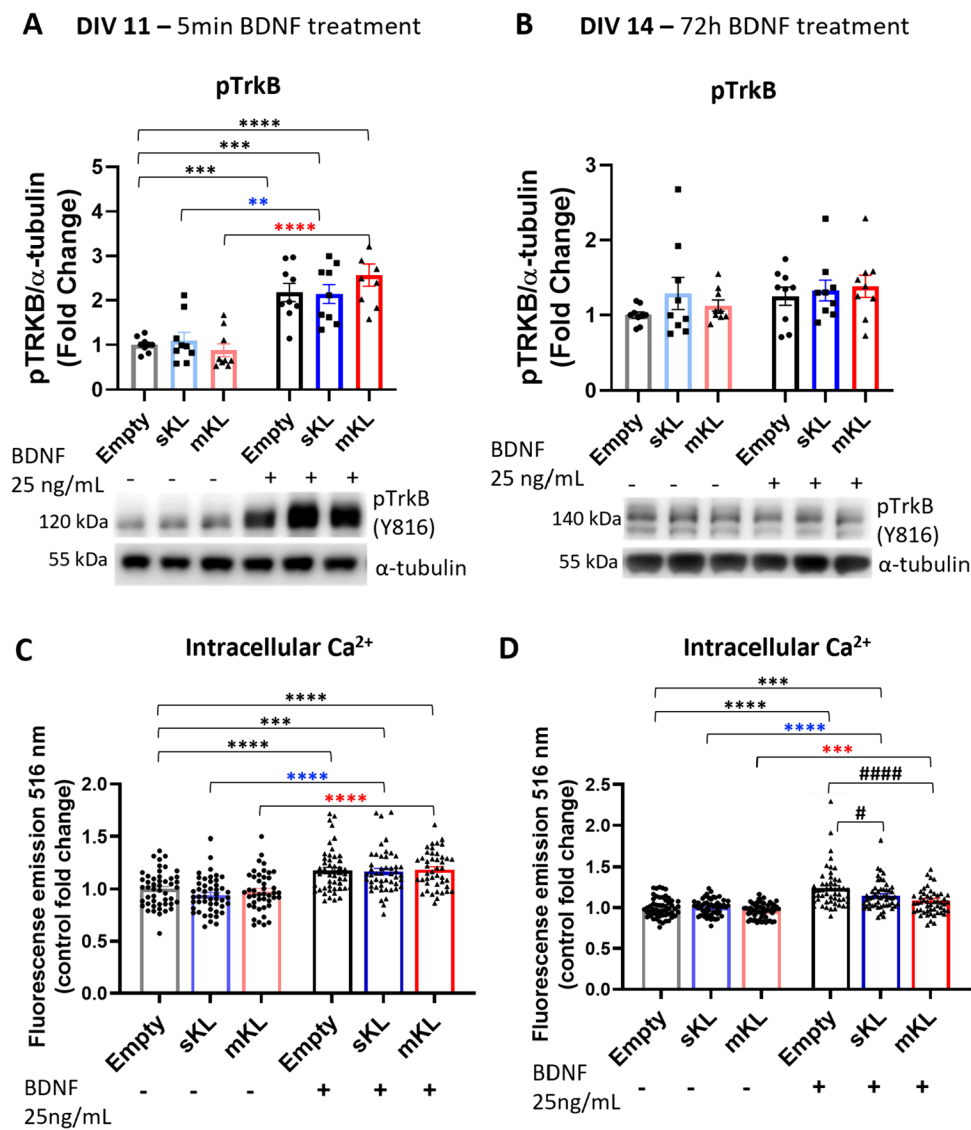 A DIV 11 – 5min BDNF treatment
pTrkB
****
***
***
**
****
pTRKB/α-tubulin
(Fold Change)
5
4
3
2
1
0
Empty sKL mKL Empty sKL mKL
BDNF
25 ng/mL - - - + + +
120 kDa pTrkB
(Y816)
55 kDa α-tubulin
B DIV 14 – 72h BDNF treatment
pTrkB
pTRKB/α-tubulin
(Fold Change)
3
2
1
1
0
Empty sKL mKL Empty sKL mKL
BDNF
25 ng/mL - - - + + +
140 kDa pTrkB
(Y816)
55 kDa α-tubulin
C Intracellular Ca²⁺
****
***
****
****
****
Fluorescense emission 516 nm
(control fold change)
2.0
1.5
1.0
0.5
0.0
Empty sKL mKL Empty sKL mKL
BDNF
25ng/mL - - - + + +
D Intracellular Ca²⁺
***
****
****
***
####
#
Fluorescense emission 516 nm
(control fold change)
2.5
2.0
1.5
1.0
0.5
0.0
Empty sKL mKL Empty sKL mKL
BDNF
25ng/mL - - - + + +